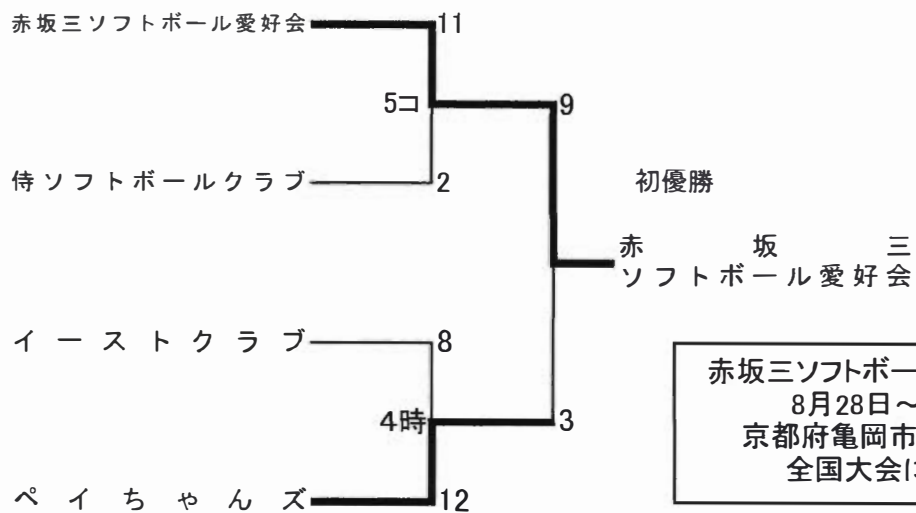 赤坂三ソフトボール愛好会 11
5コ 9
侍ソフトボールクラブ 2
初優勝
赤坂三
ソフトボール愛好会
イーストクラブ 8
4時 3
ペイちゃんズ 12
赤坂三ソフトボー
8月28日～
京都府亀岡市
全国大会に